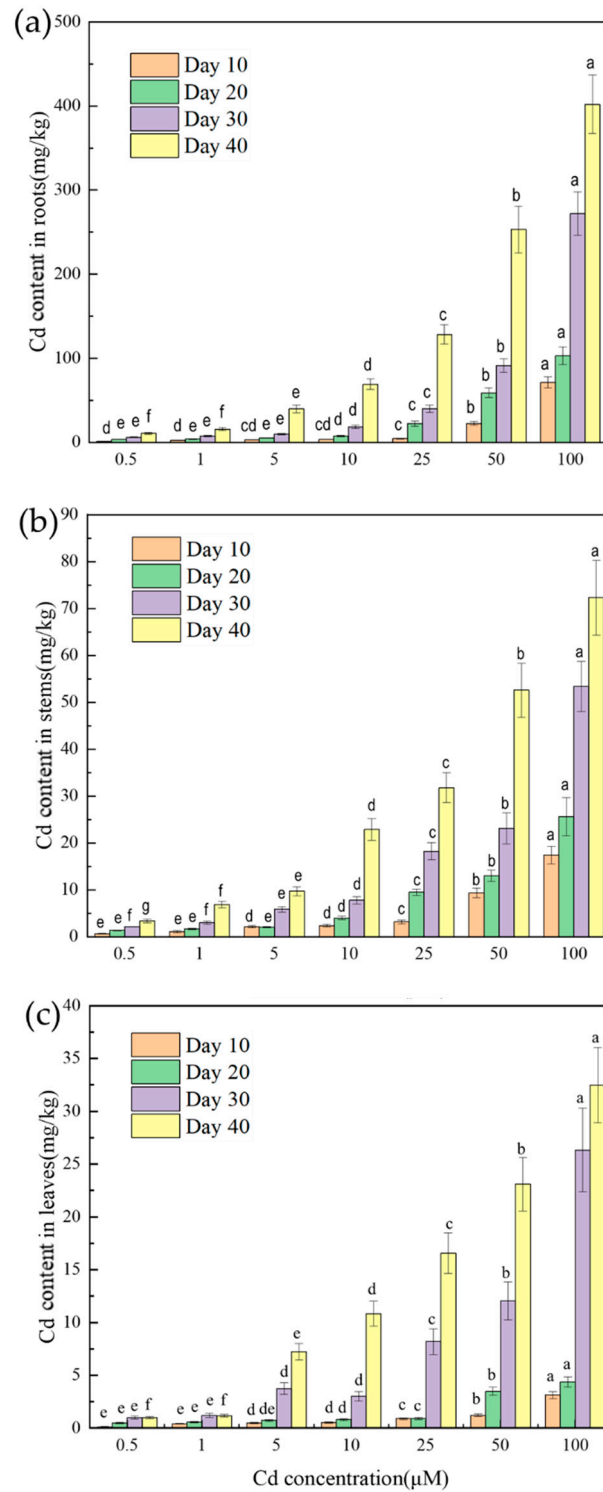 (a)
Cd content in roots(mg/kg)
500
400
300
200
100
0
Day 10
Day 20
Day 30
Day 40
d e e f
d e e f
cd e e e
cd d d d
c c c c
b b b b
a a a a
0.5 1 5 10 25 50 100
(b)
Cd content in stems(mg/kg)
90
80
70
60
50
40
30
20
10
0
Day 10
Day 20
Day 30
Day 40
e e f g
e e f f
d e e e
d d d d
c c c c
b b b b
a a a a
0.5 1 5 10 25 50 100
(c)
Cd content in leaves(mg/kg)
40
35
30
25
20
15
10
5
0
Day 10
Day 20
Day 30
Day 40
e e e f
e e e f
d de d e
d d d d
c c c c
b b b b
a a a a
0.5 1 5 10 25 50 100
Cd concentration(μM)